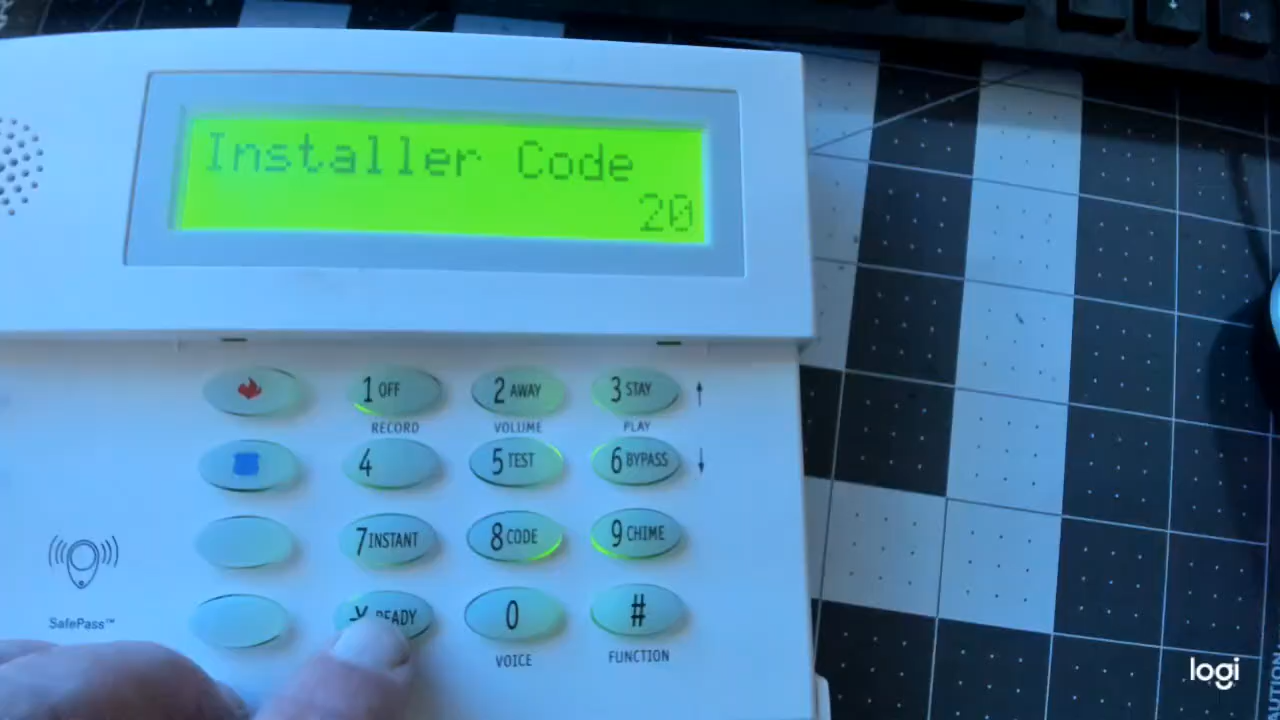 Installer Code
20
1 OFF
2 AWAY
3 STAY
↑
RECORD
VOLUME
PLAY
4
5 TEST
6 BYPASS
↓
7 INSTANT
8 CODE
9 CHIME
* READY
0
#
SafePass™
VOICE
FUNCTION
logi